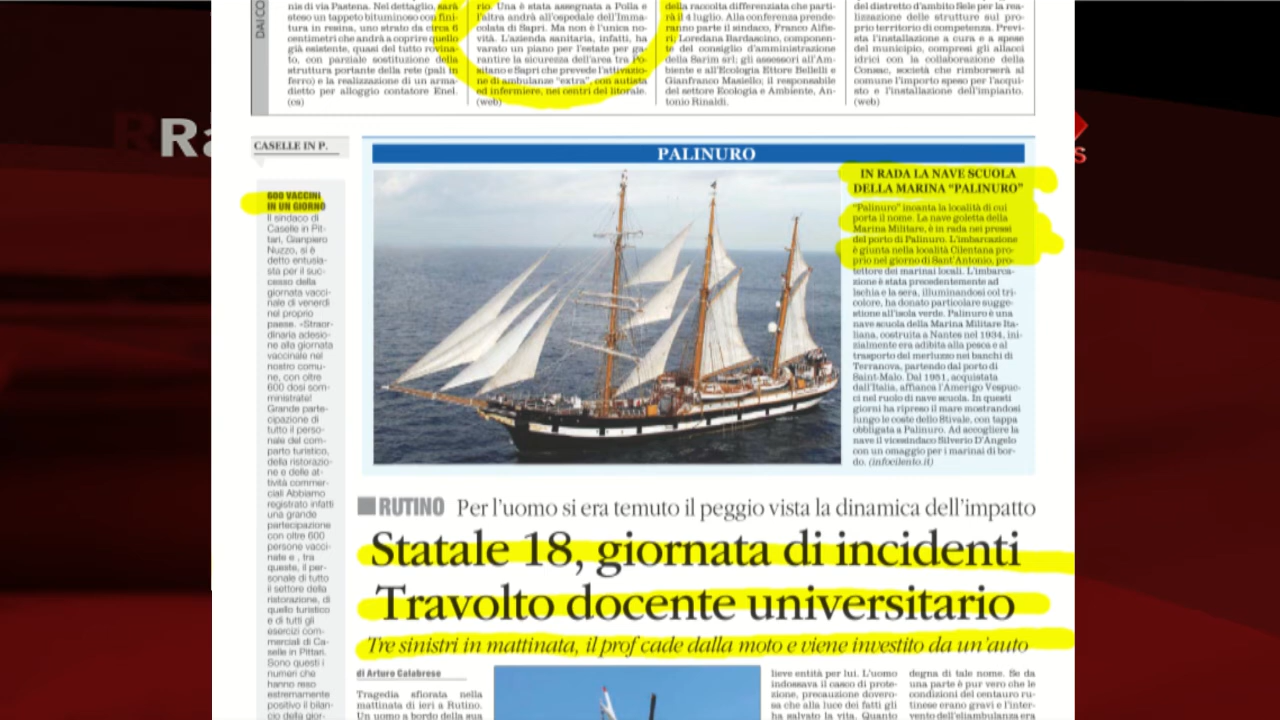 DAI CO
nis di via Pastena. Nel dettaglio, sarà
steso un tappeto bituminoso con fini-
tura in resina, uno strato da circa 6
centimetri che andrà a coprire quello
già esistente, quasi del tutto rovina-
to, con parziale sostituzione della
struttura portante della rete (pali in
ferro) e la realizzazione di un arma-
dietto per alloggio contatore Enel.
(cs)
rio. Una è stata assegnata a Polla e
l'altra andrà all'ospedale dell'Imma-
colata di Sapri. Ma non è l'unica no-
vità. L'azienda sanitaria, infatti, ha
varato un piano per l'estate per ga-
rantire la sicurezza dell'area tra Po-
sitano e Sapri che prevede l'attivazio-
ne di ambulanze "extra", con autista
ed infermiere, nei centri del litorale.
(web)
della raccolta differenziata che parti-
rà il 4 luglio. Alla conferenza prende-
ranno parte il sindaco, Franco Alfie-
ri; Loredana Bardascino, componen-
te del consiglio d'amministrazione
della Sarim srl; gli assessori all'Am-
biente e all'Ecologia Ettore Bellelli e
Gianfranco Masiello; il responsabile
del settore Ecologia e Ambiente, An-
tonio Rinaldi.
del distretto d'ambito Sele per la rea-
lizzazione delle strutture sul pro-
prio territorio di competenza. Previ-
sta l'installazione a cura e a spese
del municipio, compresi gli allacci
idrici con la collaborazione della
Consac, società che rimborserà al
comune l'importo speso per l'acqui-
sto e l'installazione dell'impianto.
(web)
CASELLE IN P.
600 VACCINI
IN UN GIORNO
Il sindaco di
Caselle in Pit-
tari, Gianpiero
Nuzzo, si è
detto entusia-
sta per il suc-
cesso della
giornata vacci-
nale di venerdì
nel proprio
paese. «Straor-
dinaria adesio-
ne alla giornata
vaccinale nel
nostro comu-
ne, con oltre
600 dosi som-
ministrate!
Grande parte-
cipazione di
tutto il perso-
nale del com-
parto turistico,
della ristorazio-
ne e delle at-
tività commer-
ciali Abbiamo
registrato infatti
una grande
partecipazione
con oltre 600
persone vacci-
nate e , tra
queste, il per-
sonale di tutto
il settore della
ristorazione, di
quello turistico
e di tutti gli
esercizi com-
merciali di Ca-
selle in Pittari.
Sono questi i
numeri che
hanno reso
estremamente
positivo il bilan-
cio della gior-
PALINURO
IN RADA LA NAVE SCUOLA
DELLA MARINA "PALINURO"
"Palinuro" incanta la località di cui
porta il nome. La nave goletta della
Marina Militare, è in rada nei pressi
del porto di Palinuro. L'imbarcazione
è giunta nella località Cilentana pro-
prio nel giorno di Sant'Antonio, pro-
tettore dei marinai locali. L'imbarca-
zione è stata precedentemente ad
Ischia e la sera, illuminandosi col tri-
colore, ha donato particolare sugge-
stione all'isola verde. Palinuro è una
nave scuola della Marina Militare Ita-
liana, costruita a Nantes nel 1934, ini-
zialmente era adibita alla pesca e al
trasporto del merluzzo nei banchi di
Terranova, partendo dal porto di
Saint-Malo. Dal 1951, acquistata
dall'Italia, affianca l'Amerigo Vespuc-
ci nel ruolo di nave scuola. In questi
giorni ha ripreso il mare mostrandosi
lungo le coste dello Stivale, con tappa
obbligata a Palinuro. Ad accogliere la
nave il vicesindaco Silverio D'Angelo
con un omaggio per i marinai di bor-
do. (infocilento.it)
RUTINO Per l'uomo si era temuto il peggio vista la dinamica dell'impatto
Statale 18, giornata di incidenti
Travolto docente universitario
Tre sinistri in mattinata, il prof cade dalla moto e viene investito da un'auto
di Arturo Calabrese
Tragedia sfiorata nella
mattinata di ieri a Rutino.
Un uomo a bordo della sua
lieve entità per lui. L'uomo
indossava il casco di prote-
zione, precauzione dovero-
sa che alla luce dei fatti gli
ha salvato la vita. Quanto
degna di tale nome. Se da
una parte è pur vero che le
condizioni del centauro ru-
tinese erano gravi e l'inter-
vento dell'eliambulanza era